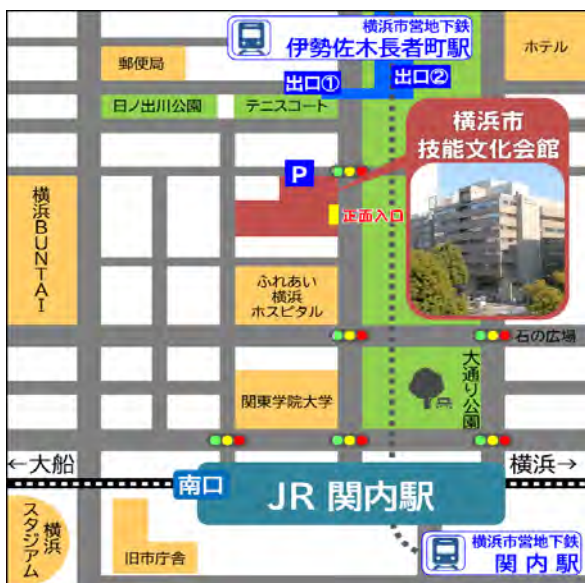 横浜市営地下鉄
伊勢佐木長者町駅
ホテル
郵便局
出口①
出口②
日ノ出川公園
テニスコート
横浜市
技能文化会館
P
正面入口
横浜BUNTAI
ふれあい
横浜
ホスピタル
石の広場
大通り公園
関東学院大学
←大船
横浜→
南口
JR 関内駅
横浜
スタジアム
旧市庁舎
横浜市営地下鉄
関内駅